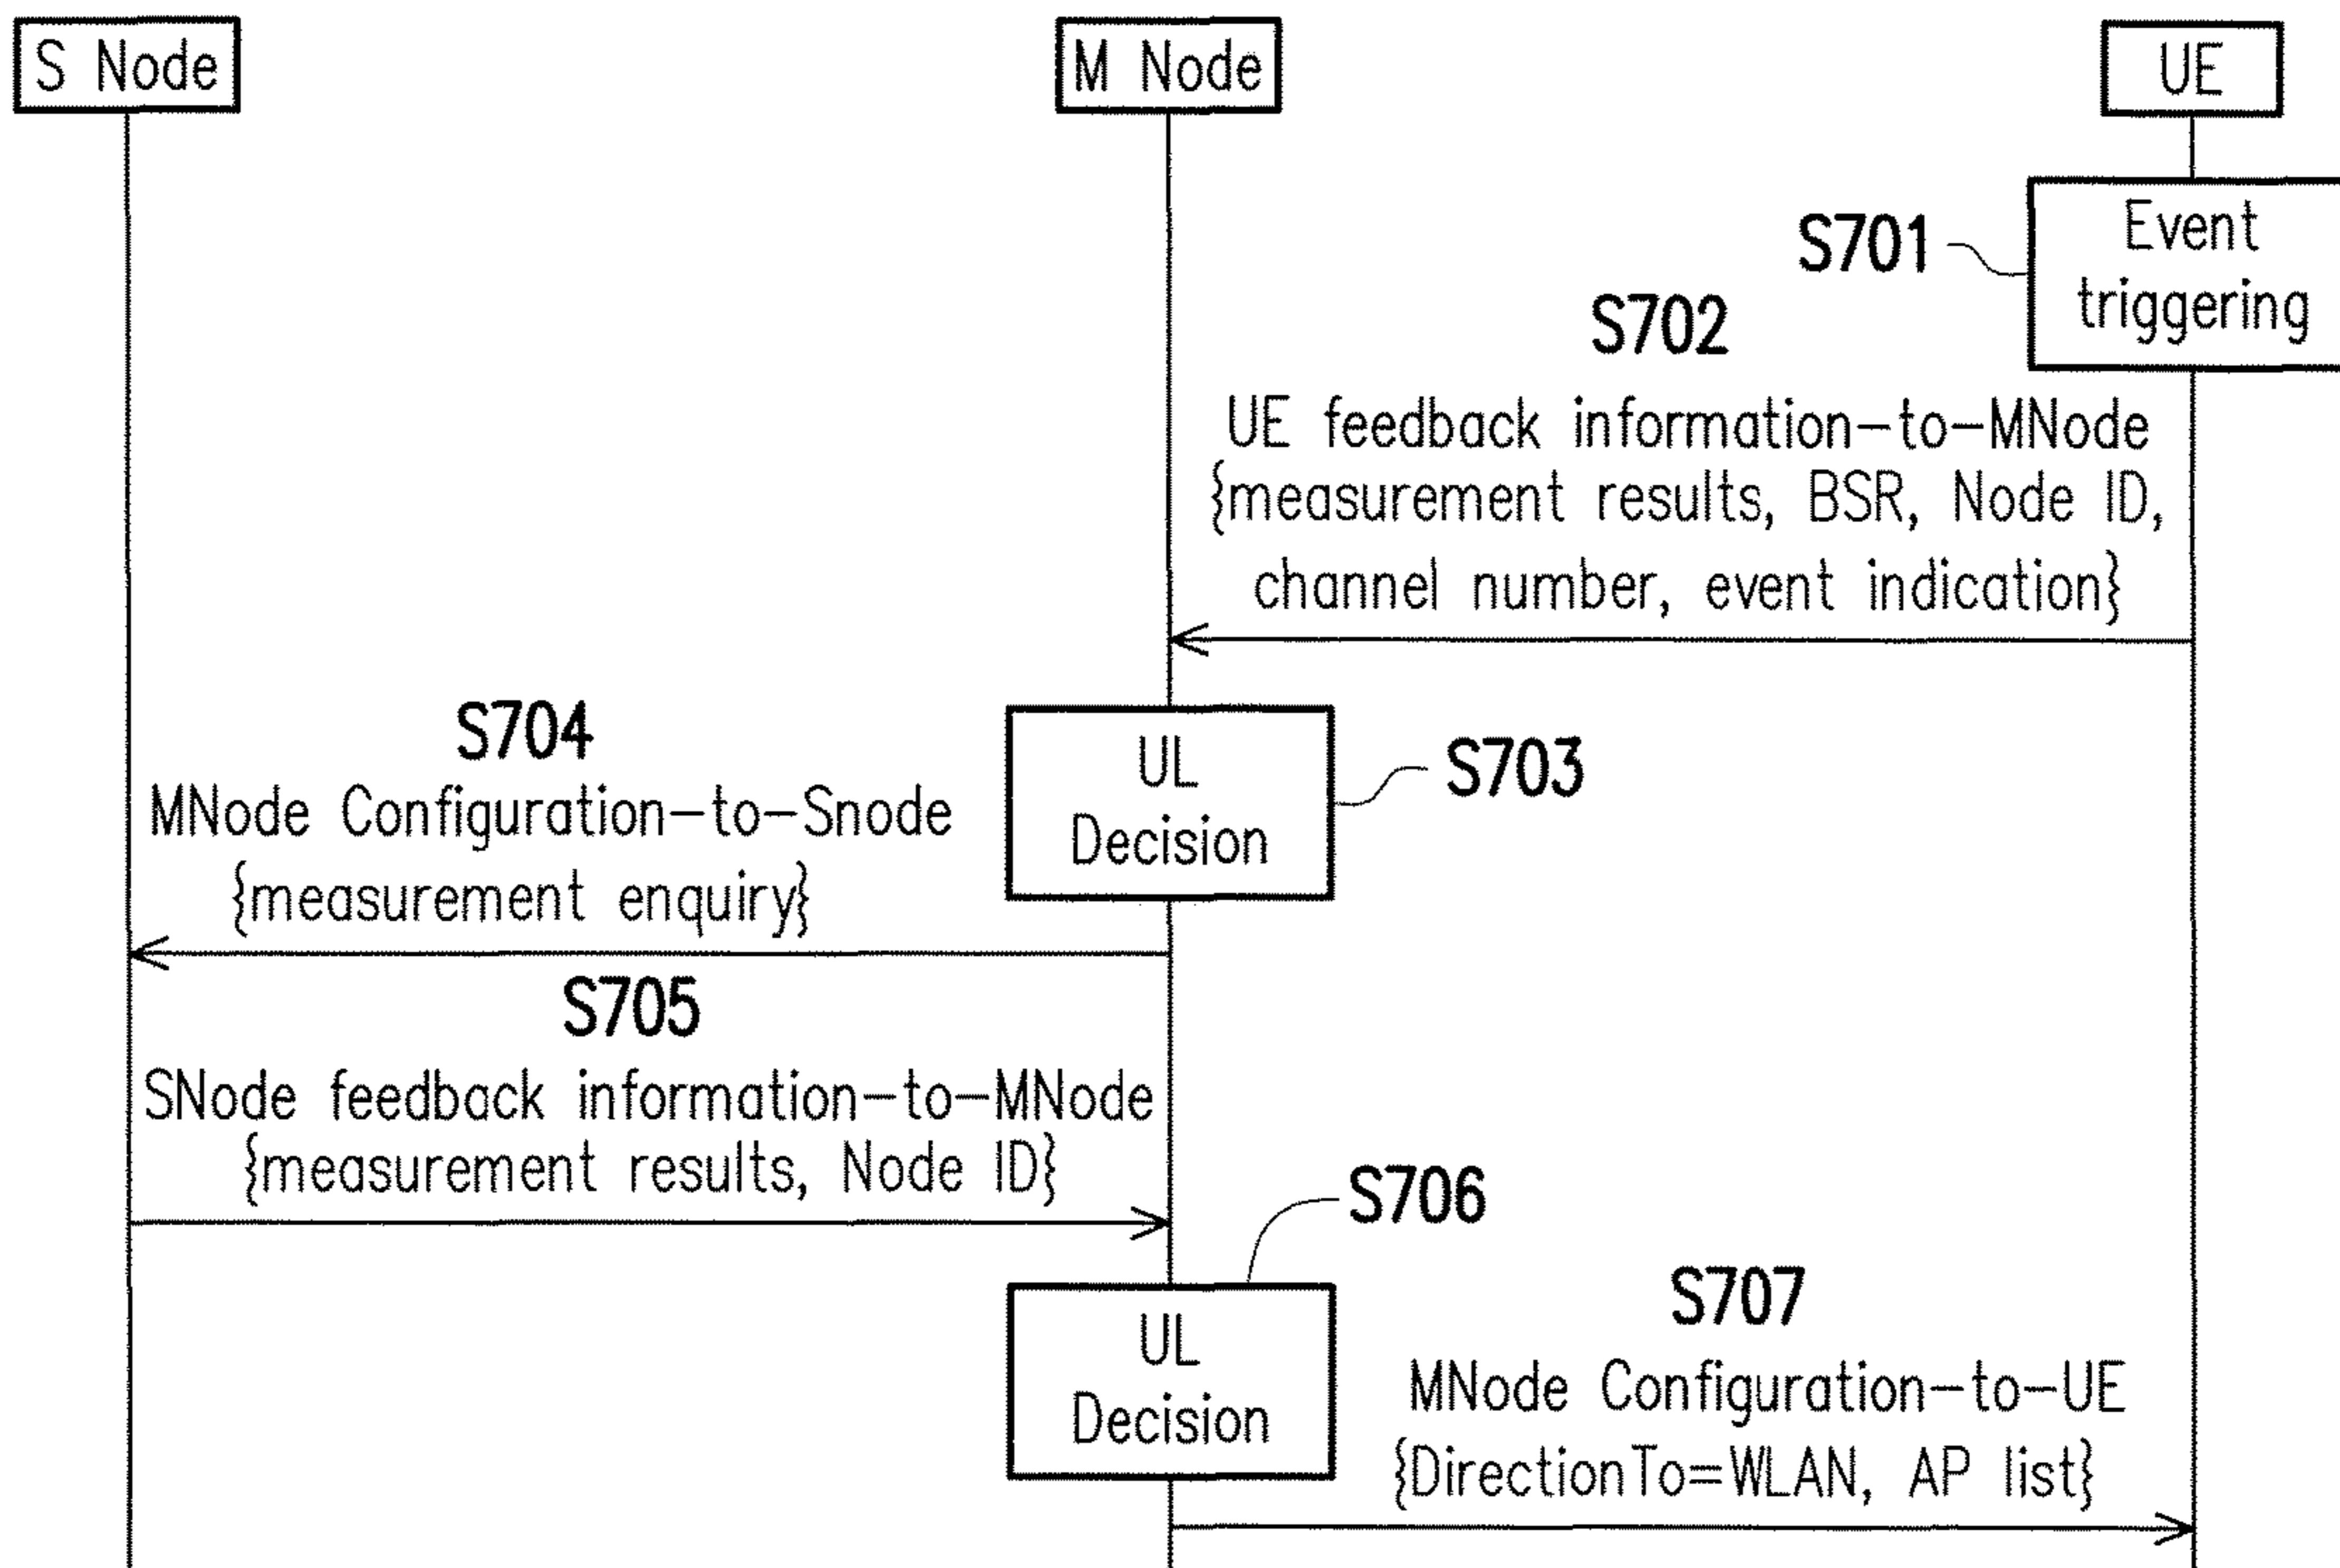 S Node
M Node
UE
S701
Event
triggering
S702
UE feedback information-to-MNode
{measurement results, BSR, Node ID,
channel number, event indication}
UL
Decision
S703
S704
MNode Configuration-to-Snode
{measurement enquiry}
S705
SNode feedback information-to-MNode
{measurement results, Node ID}
S706
UL
Decision
S707
MNode Configuration-to-UE
{DirectionTo=WLAN, AP list}